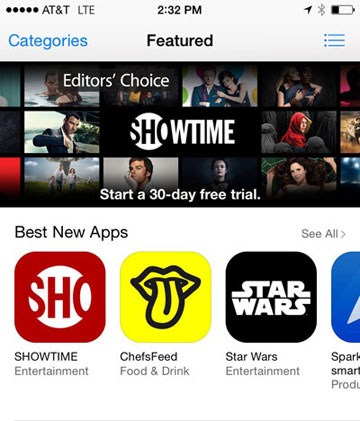 AT&T LTE 2:32 PM
Categories Featured
Editors' Choice
SHOWTIME
Start a 30-day free trial.
Best New Apps See All >
SHO STAR WARS
SHOWTIME ChefsFeed Star Wars Spark
Entertainment Food & Drink Entertainment smart
Produ